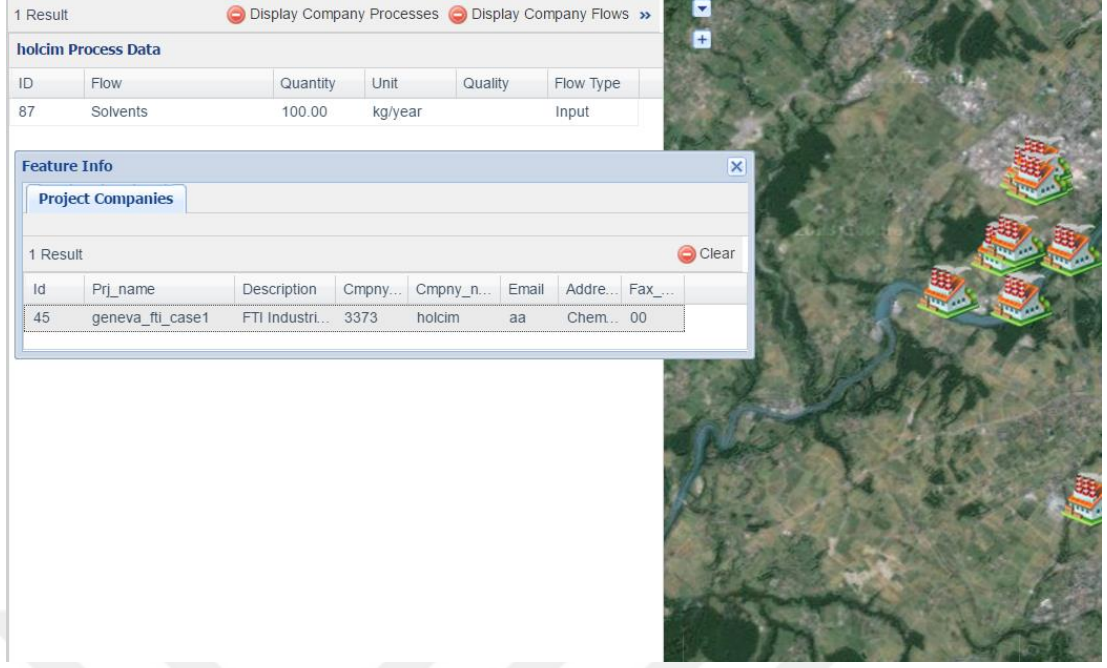 1 Result Display Company Processes Display Company Flows »
holcim Process Data
ID Flow Quantity Unit Quality Flow Type
87 Solvents 100.00 kg/year Input
Feature Info
Project Companies
1 Result Clear
Id Prj_name Description Cmpny... Cmpny_n... Email Addre... Fax_...
45 geneva_fti_case1 FTI Industri... 3373 holcim aa Chem... 00